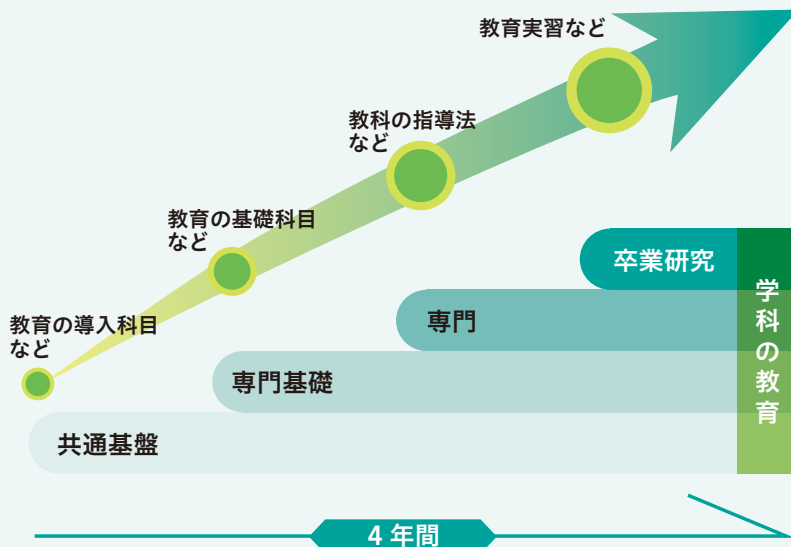 教育実習など
教科の指導法
など
教育の基礎科目
など
教育の導入科目
など
卒業研究
専門
専門基礎
共通基盤
学科の教育
4年間